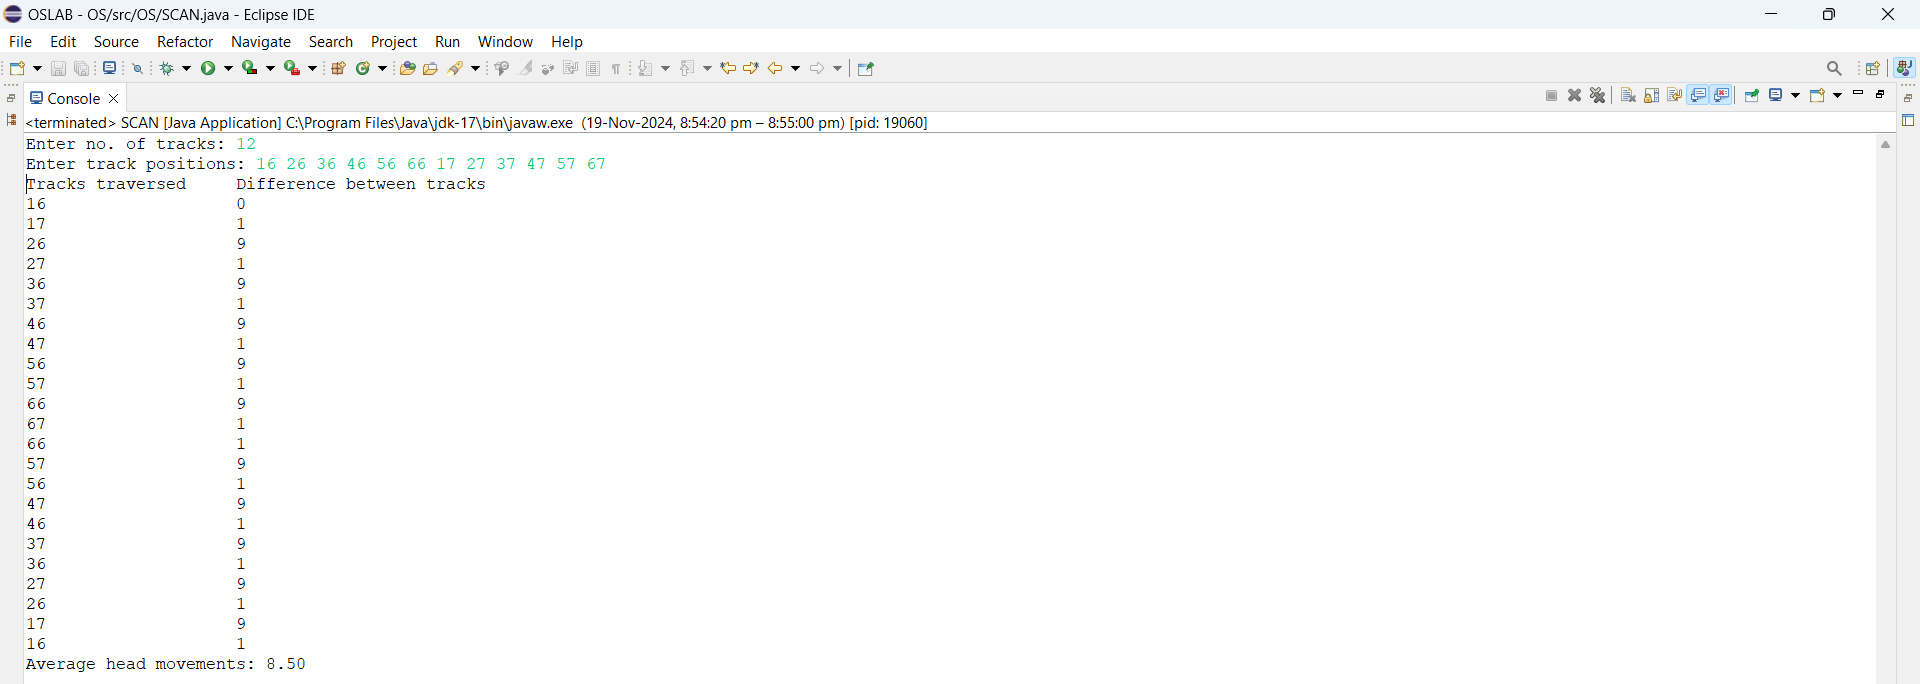 OSLAB - OS/src/OS/SCAN.java - Eclipse IDE
File Edit Source Refactor Navigate Search Project Run Window Help
Console
<terminated> SCAN [Java Application] C:\Program Files\Java\jdk-17\bin\javaw.exe (19-Nov-2024, 8:54:20 pm – 8:55:00 pm) [pid: 19060]
Enter no. of tracks: 12
Enter track positions: 16 26 36 46 56 66 17 27 37 47 57 67
Tracks traversed Difference between tracks
16 0
17 1
26 9
27 1
36 9
37 1
46 9
47 1
56 9
57 1
66 9
67 1
66 1
57 9
56 1
47 9
46 1
37 9
36 1
27 9
26 1
17 9
16 1
Average head movements: 8.50